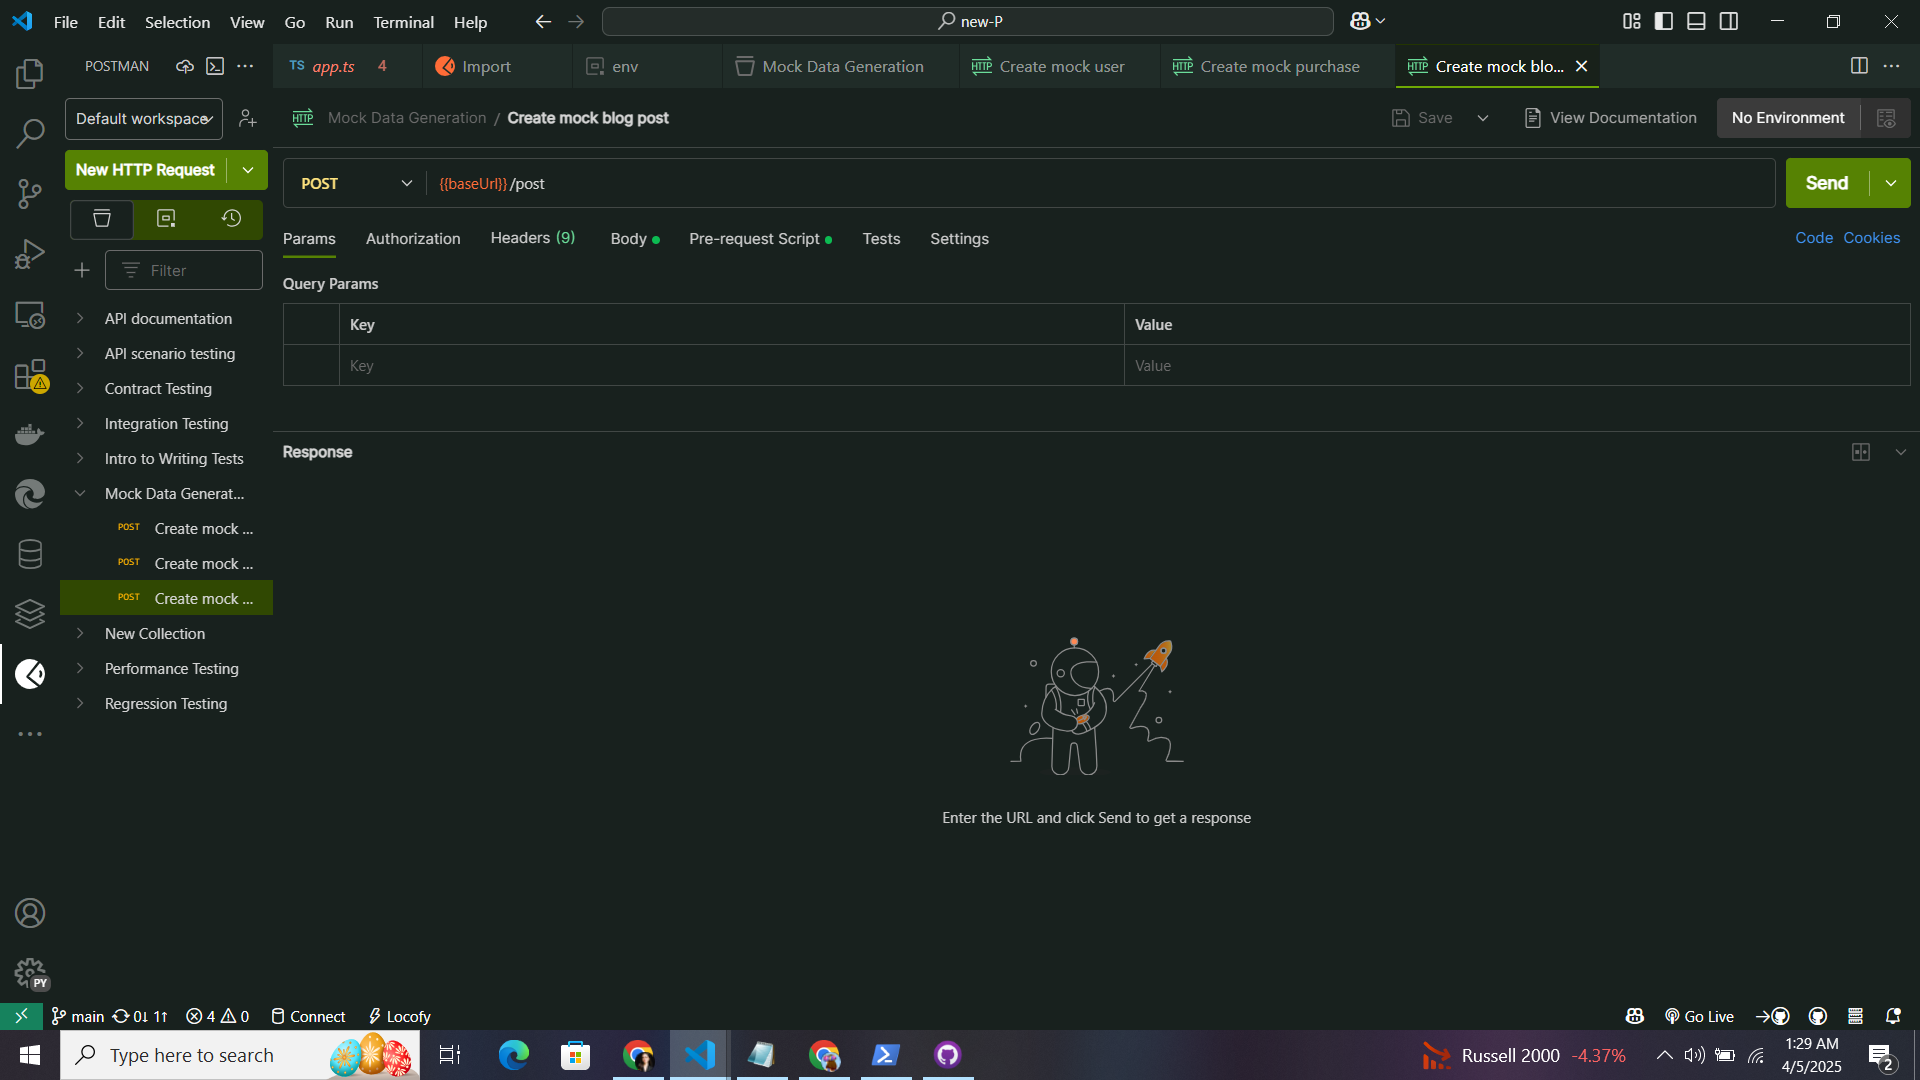 File Edit Selection View Go Run Terminal Help
new-P
POSTMAN
TS app.ts 4
Import
env
Mock Data Generation
HTTP Create mock user
HTTP Create mock purchase
HTTP Create mock blo...
Default workspace
HTTP Mock Data Generation / Create mock blog post
Save
View Documentation
No Environment
New HTTP Request
POST
{{baseUrl}}/post
Send
Params
Authorization
Headers (9)
Body
Pre-request Script
Tests
Settings
Code
Cookies
Filter
Query Params
Key Value
Key Value
API documentation
API scenario testing
Contract Testing
Integration Testing
Intro to Writing Tests
Mock Data Generat...
POST Create mock ...
POST Create mock ...
POST Create mock ...
New Collection
Performance Testing
Regression Testing
Response
Enter the URL and click Send to get a response
PY
main 0↓ 1↑ 4 0 Connect Locofy
Go Live
Type here to search
Russell 2000 -4.37%
1:29 AM
4/5/2025
2